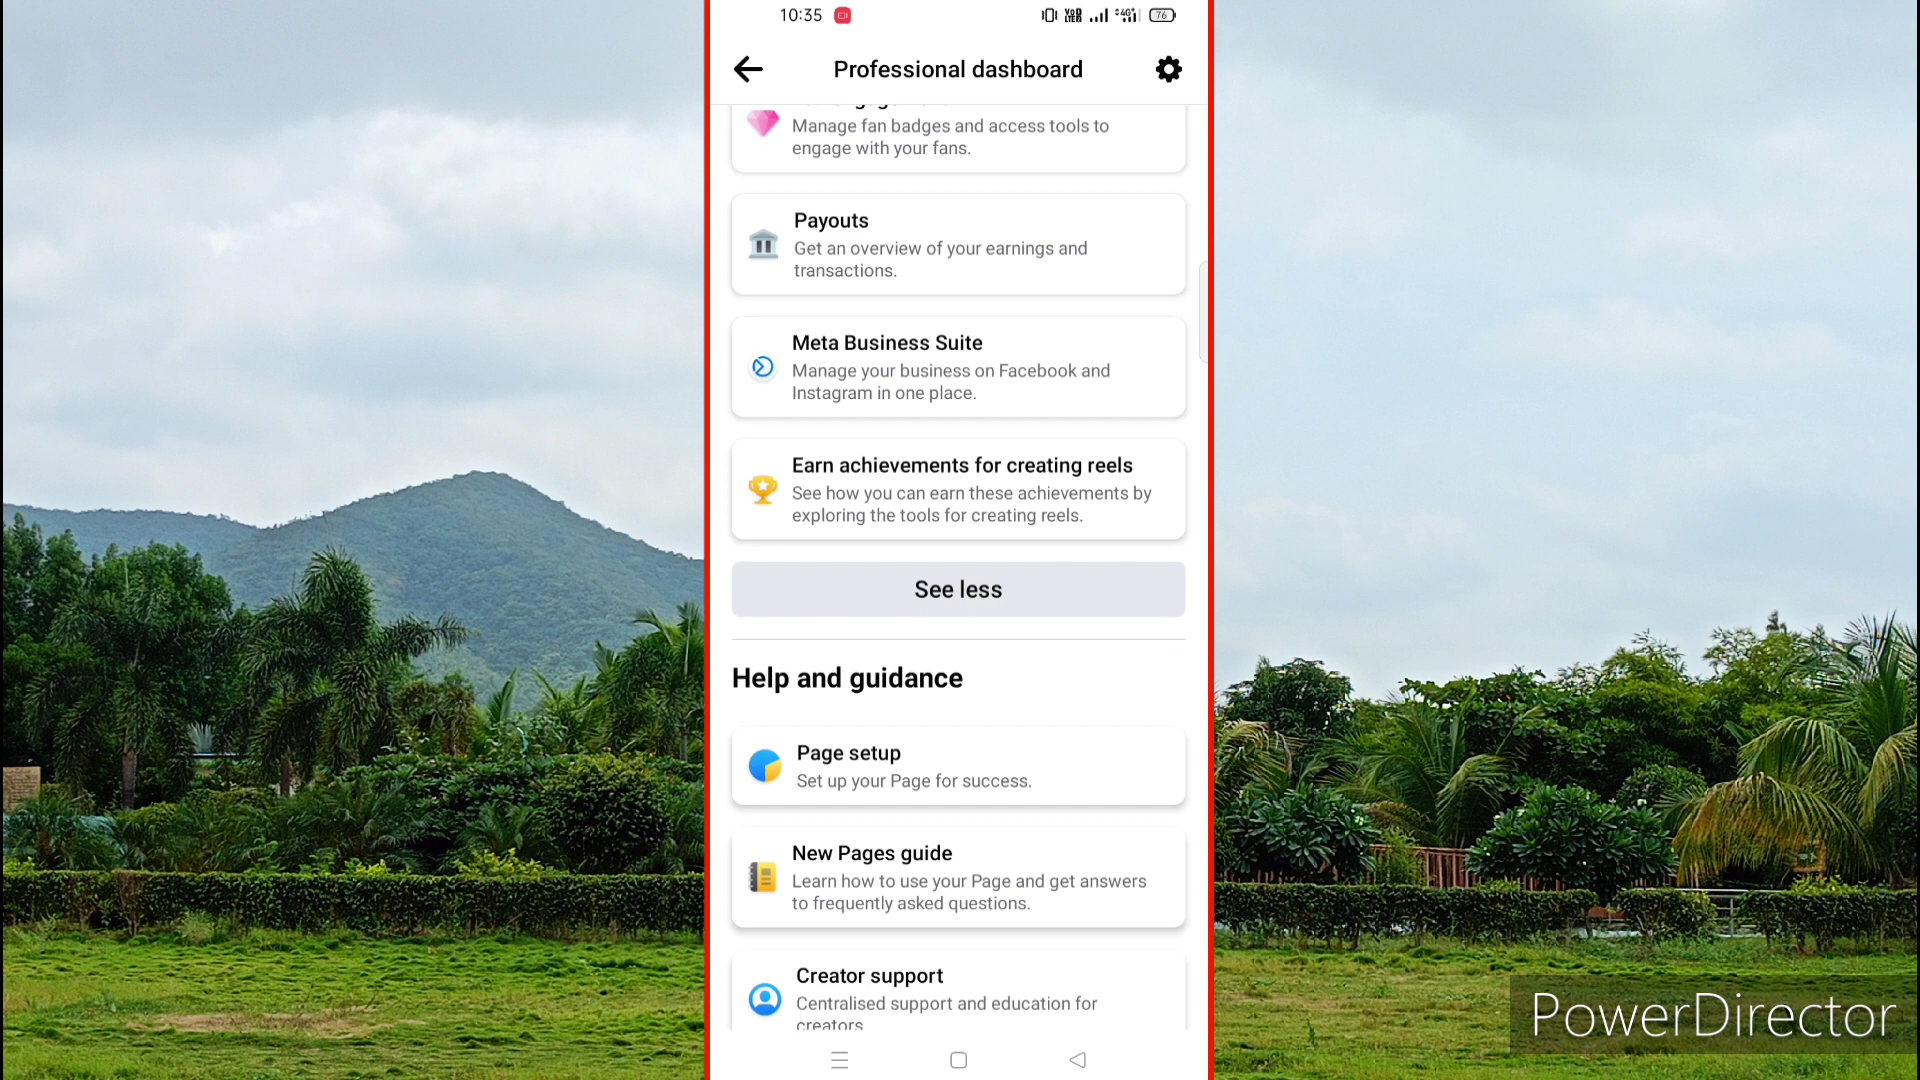 10:35
76
Professional dashboard
Manage fan badges and access tools to
engage with your fans.
Payouts
Get an overview of your earnings and
transactions.
Meta Business Suite
Manage your business on Facebook and
Instagram in one place.
Earn achievements for creating reels
See how you can earn these achievements by
exploring the tools for creating reels.
See less
Help and guidance
Page setup
Set up your Page for success.
New Pages guide
Learn how to use your Page and get answers
to frequently asked questions.
Creator support
Centralised support and education for
creators
PowerDirector